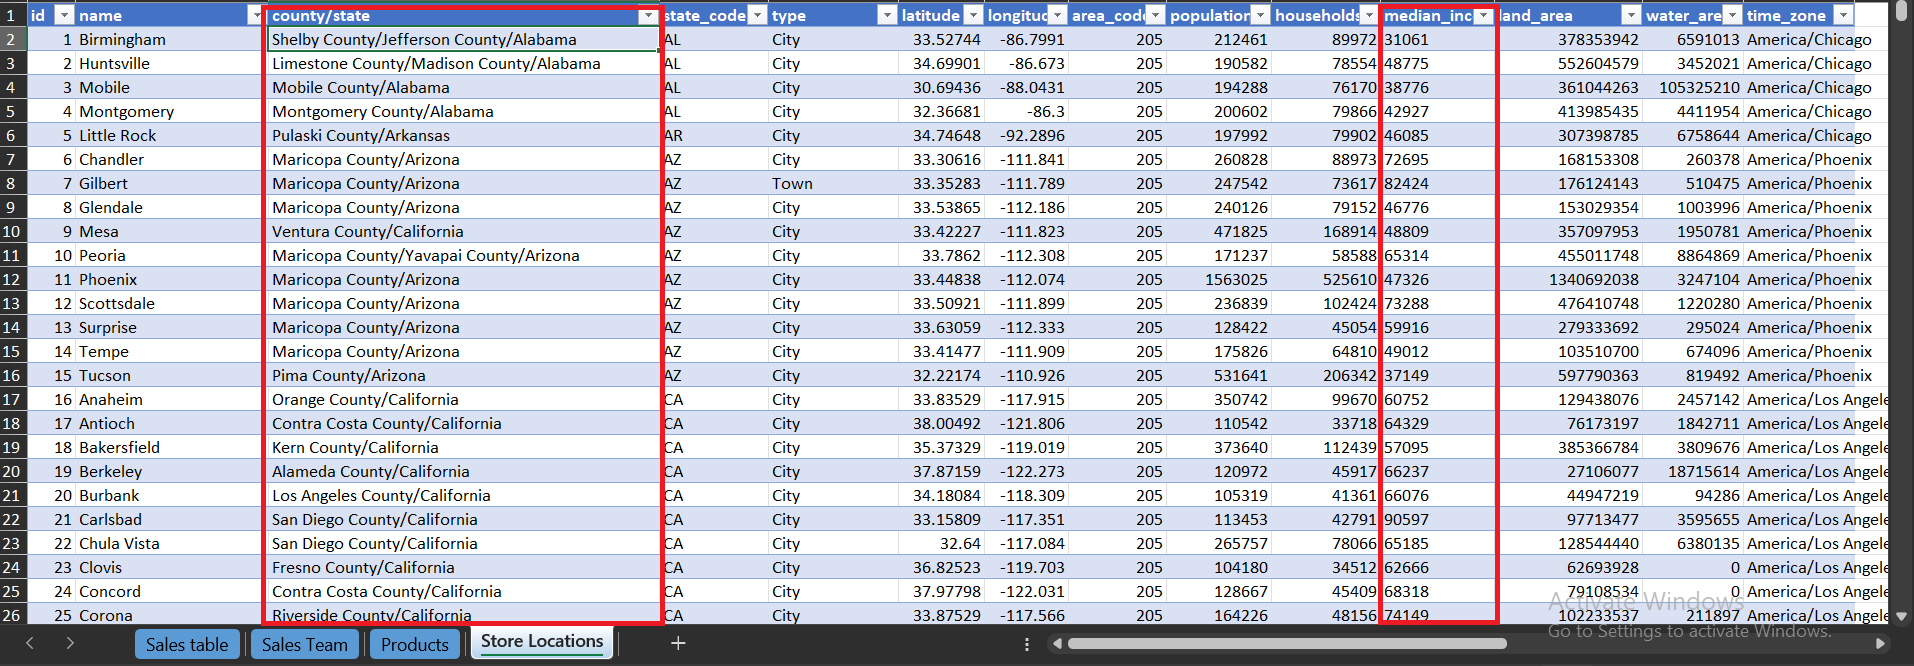 1 id name county/state state_code type latitude longituc area_cod population households median_inc land_area water_are time_zone
2 1 Birmingham Shelby County/Jefferson County/Alabama AL City 33.52744 -86.7991 205 212461 89972 31061 378353942 6591013 America/Chicago
3 2 Huntsville Limestone County/Madison County/Alabama AL City 34.69901 -86.673 205 190582 78554 48775 552604579 3452021 America/Chicago
4 3 Mobile Mobile County/Alabama AL City 30.69436 -88.0431 205 194288 76170 38776 361044263 105325210 America/Chicago
5 4 Montgomery Montgomery County/Alabama AL City 32.36681 -86.3 205 200602 79866 42927 413985435 4411954 America/Chicago
6 5 Little Rock Pulaski County/Arkansas AR City 34.74648 -92.2896 205 197992 79902 46085 307398785 6758644 America/Chicago
7 6 Chandler Maricopa County/Arizona AZ City 33.30616 -111.841 205 260828 88973 72695 168153308 260378 America/Phoenix
8 7 Gilbert Maricopa County/Arizona AZ Town 33.35283 -111.789 205 247542 73617 82424 176124143 510475 America/Phoenix
9 8 Glendale Maricopa County/Arizona AZ City 33.53865 -112.186 205 240126 79152 46776 153029354 1003996 America/Phoenix
10 9 Mesa Ventura County/California AZ City 33.42227 -111.823 205 471825 168914 48809 357097953 1950781 America/Phoenix
11 10 Peoria Maricopa County/Yavapai County/Arizona AZ City 33.7862 -112.308 205 171237 58588 65314 455011748 8864869 America/Phoenix
12 11 Phoenix Maricopa County/Arizona AZ City 33.44838 -112.074 205 1563025 525610 47326 1340692038 3247104 America/Phoenix
13 12 Scottsdale Maricopa County/Arizona AZ City 33.50921 -111.899 205 236839 102424 73288 476410748 1220280 America/Phoenix
14 13 Surprise Maricopa County/Arizona AZ City 33.63059 -112.333 205 128422 45054 59916 279333692 295024 America/Phoenix
15 14 Tempe Maricopa County/Arizona AZ City 33.41477 -111.909 205 175826 64810 49012 103510700 674096 America/Phoenix
16 15 Tucson Pima County/Arizona AZ City 32.22174 -110.926 205 531641 206342 37149 597790363 819492 America/Phoenix
17 16 Anaheim Orange County/California CA City 33.83529 -117.915 205 350742 99670 60752 129438076 2457142 America/Los Angele
18 17 Antioch Contra Costa County/California CA City 38.00492 -121.806 205 110542 33718 64329 76173197 1842711 America/Los Angele
19 18 Bakersfield Kern County/California CA City 35.37329 -119.019 205 373640 112439 57095 385366784 3809676 America/Los Angele
20 19 Berkeley Alameda County/California CA City 37.87159 -122.273 205 120972 45917 66237 27106077 18715614 America/Los Angele
21 20 Burbank Los Angeles County/California CA City 34.18084 -118.309 205 105319 41361 66076 44947219 94286 America/Los Angele
22 21 Carlsbad San Diego County/California CA City 33.15809 -117.351 205 113453 42791 90597 97713477 3595655 America/Los Angele
23 22 Chula Vista San Diego County/California CA City 32.64 -117.084 205 265757 78066 65185 128544440 6380135 America/Los Angele
24 23 Clovis Fresno County/California CA City 36.82523 -119.703 205 104180 34512 62666 62693928 0 America/Los Angele
25 24 Concord Contra Costa County/California CA City 37.97798 -122.031 205 128667 45409 68318 79108534 0 America/Los Angele
26 25 Corona Riverside County/California CA City 33.87529 -117.566 205 164226 48156 74149 102233537 211897 America/Los Angele
Activate Windows
Go to Settings to activate Windows.
Sales table Sales Team Products Store Locations